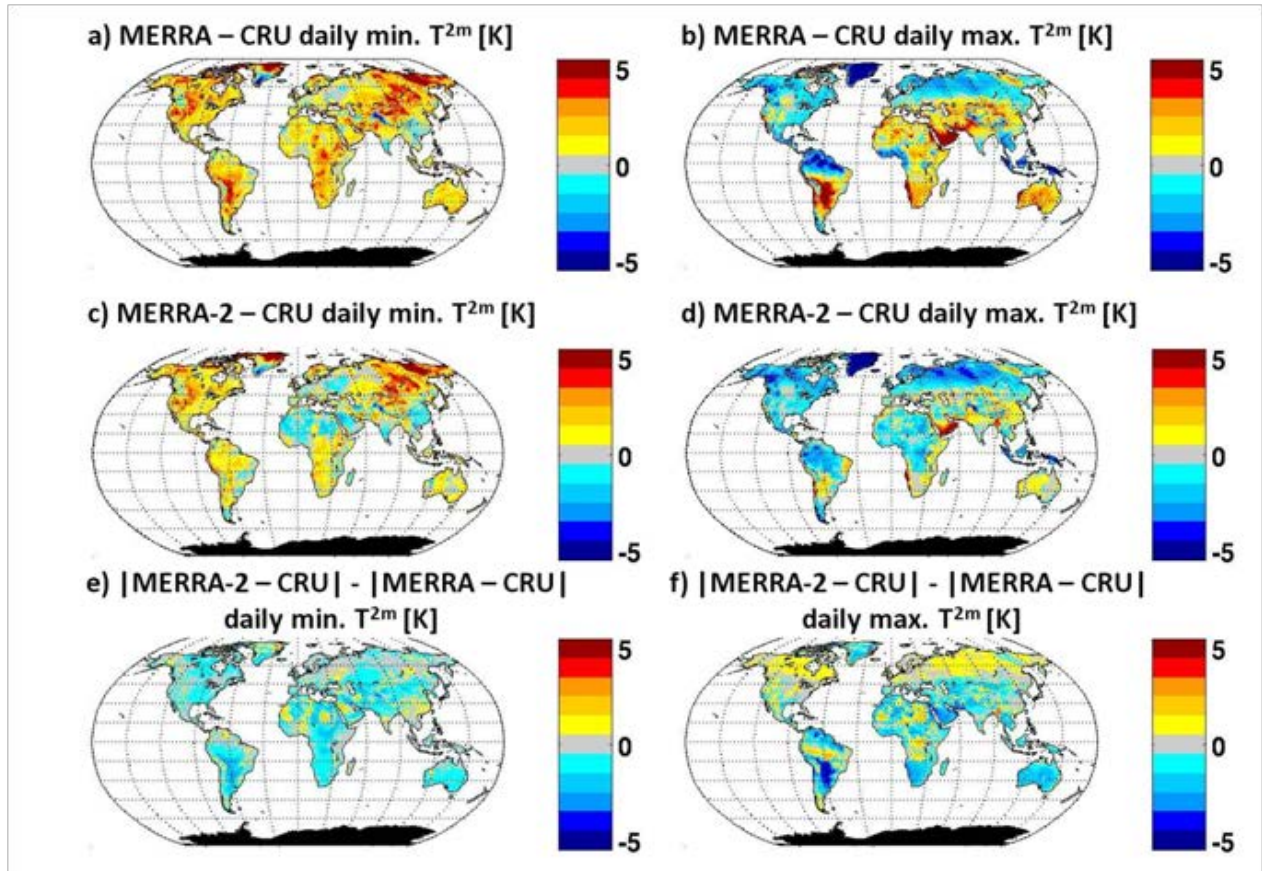 a) MERRA – CRU daily min. T²ᵐ [K]
b) MERRA – CRU daily max. T²ᵐ [K]
5
0
-5
5
0
-5
c) MERRA-2 – CRU daily min. T²ᵐ [K]
d) MERRA-2 – CRU daily max. T²ᵐ [K]
5
0
-5
5
0
-5
e) |MERRA-2 – CRU| - |MERRA – CRU|
daily min. T²ᵐ [K]
f) |MERRA-2 – CRU| - |MERRA – CRU|
daily max. T²ᵐ [K]
5
0
-5
5
0
-5